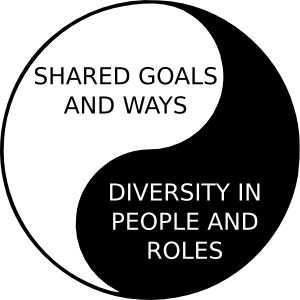 SHARED GOALS
AND WAYS
DIVERSITY IN
PEOPLE AND
ROLES